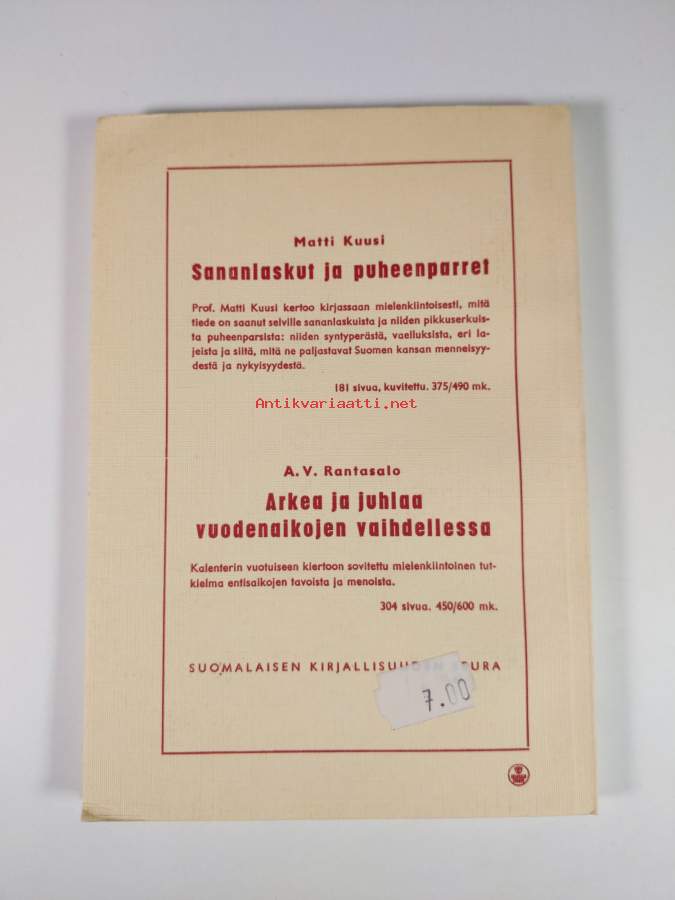 Matti Kuusi
Sananlaskut ja puheenparret
Prof. Matti Kuusi kertoo kirjassaan mielenkiintoisesti, mitä
tiede on saanut selville sananlaskuista ja niiden pikkuserkuis-
ta puheenparsista: niiden syntyperästä, vaelluksista, eri la-
jeista ja siitä, mitä ne paljastavat Suomen kansan menneisyy-
destä ja nykyisyydestä.
181 sivua, kuvitettu. 375/490 mk.
Antikvariaatti.net
A. V. Rantasalo
Arkea ja juhlaa
vuodenaikojen vaihdellessa
Kalenterin vuotuiseen kiertoon sovitettu mielenkiintoinen tut-
kielma entisaikojen tavoista ja menoista.
304 sivua. 450/600 mk.
SUOMALAISEN KIRJALLISUUDEN SEURA
7.00